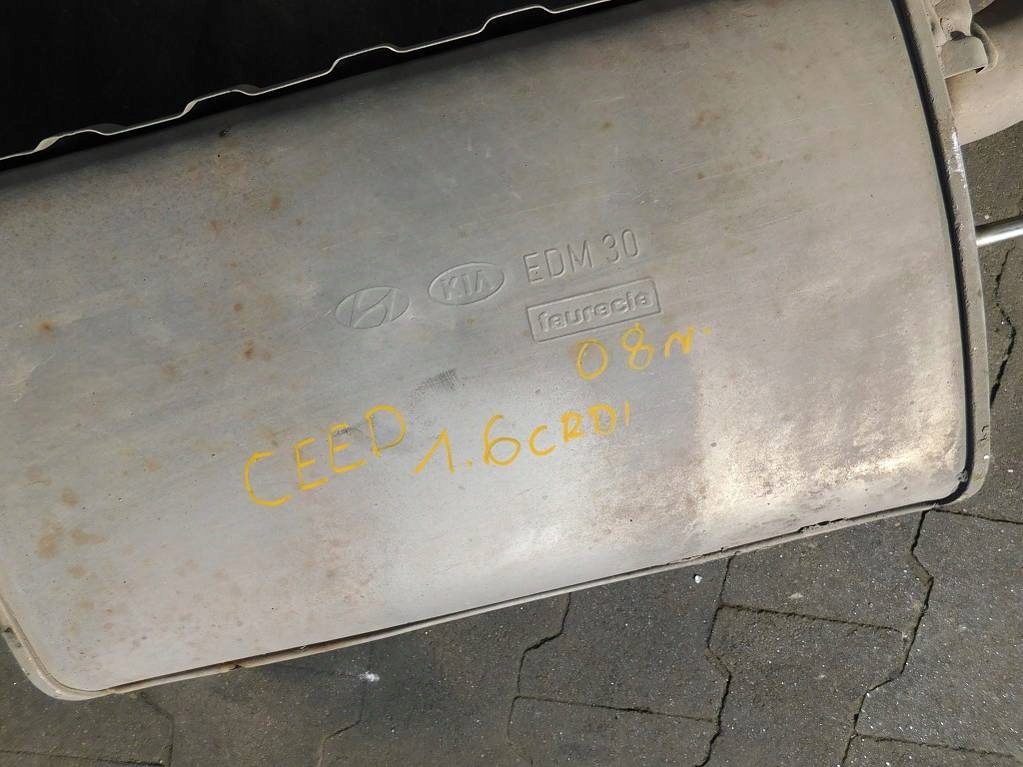 KIA EDM 30
faurecia
08r.
CEED 1.6CRDI